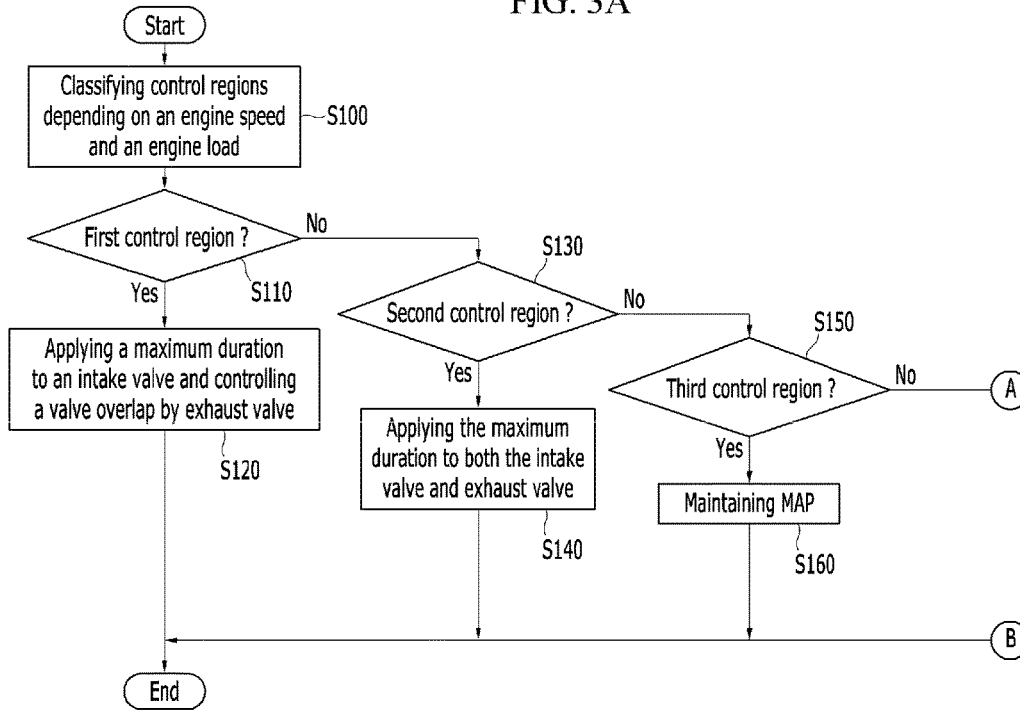 FIG. 3A
Start
Classifying control regions
depending on an engine speed
and an engine load
S100
First control region ?
No
S110
Yes
Applying a maximum duration
to an intake valve and controlling
a valve overlap by exhaust valve
S120
S130
Second control region ?
No
Yes
Applying the maximum
duration to both the intake
valve and exhaust valve
S140
S150
Third control region ?
No
A
Yes
Maintaining MAP
S160
B
End